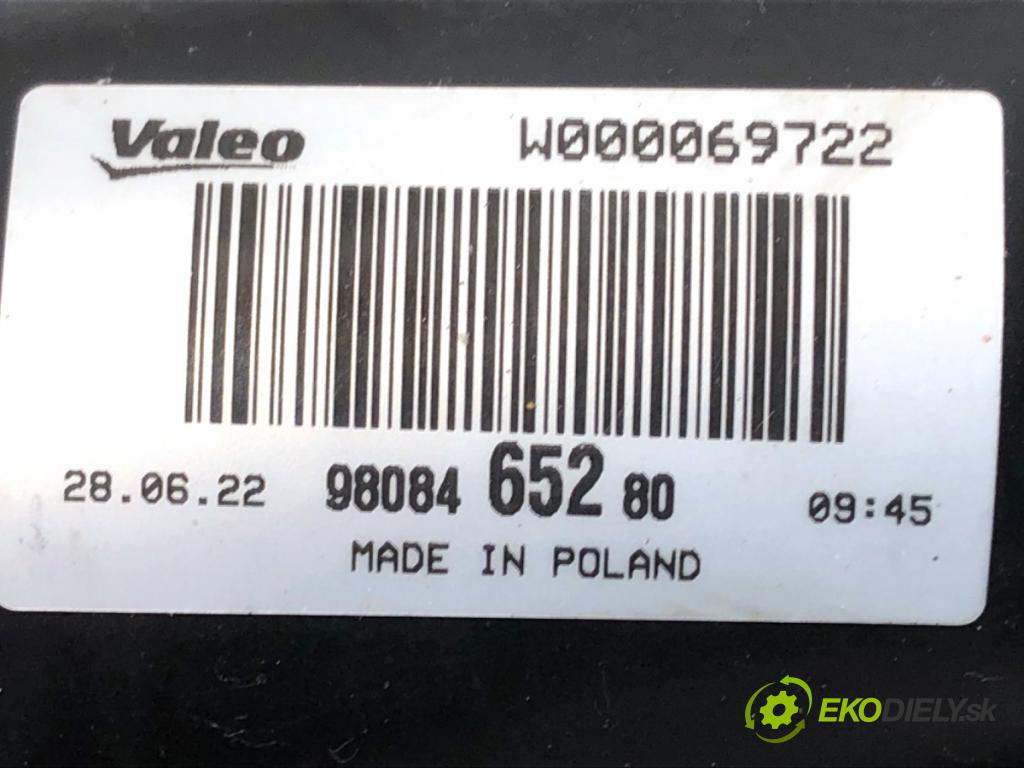 Valeo W000069722
28.06.22 98084 652 80 09:45
MADE IN POLAND
EKODIELY.sk